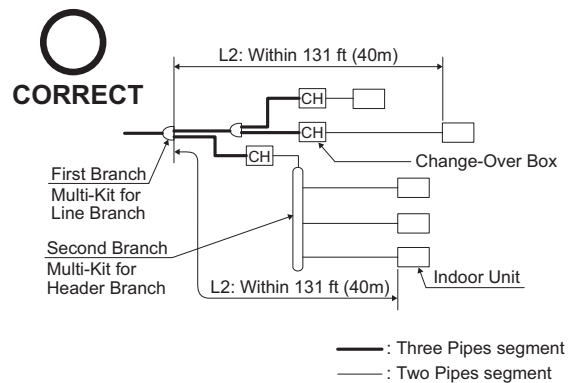 L2: Within 131 ft (40m)
CORRECT
CH
CH
CH
Change-Over Box
First Branch
Multi-Kit for
Line Branch
Second Branch
Multi-Kit for
Header Branch
Indoor Unit
L2: Within 131 ft (40m)
: Three Pipes segment
: Two Pipes segment